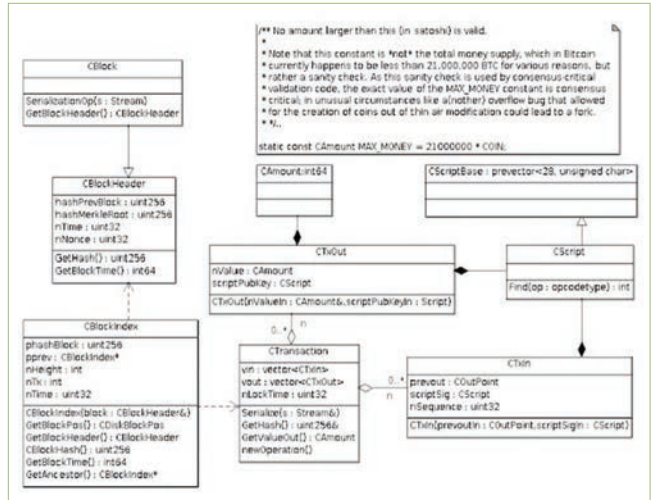 /** No amount larger than this (in satoshi) is valid.
*
* Note that this constant is *not* the total money supply, which in Bitcoin
* currently happens to be less than 21,000,000 BTC for various reasons, but
* rather a sanity check. As this sanity check is used by consensus-critical
* validation code, the exact value of the MAX_MONEY constant is consensus
* critical; in unusual circumstances like a(nother) overflow bug that allowed
* for the creation of coins out of thin air modification could lead to a fork.
* */..
static const CAmount MAX_MONEY = 21000000 * COIN;
CBlock
SerializationOp(s : Stream)
GetBlockHeader() : CBlockHeader
CBlockHeader
hashPrevBlock : uint256
hashMerkleRoot : uint256
nTime : uint32
nNonce : uint32
GetHash() : uint256
GetBlockTime() : int64
CAmount:int64
CScriptBase : prevector<28, unsigned char>
CTxOut
nValue : CAmount
scriptPubKey : CScript
CTxOut(nValueIn : CAmount&,scriptPubKeyIn : Script)
CScript
Find(op : opcodetype) : int
CBlockIndex
phashBlock : uint256
pprev : CBlockIndex*
nHeight : int
nTx : int
nTime : uint32
CBlockIndex(block : CBlockHeader&)
GetBlockPos() : CDiskBlockPos
GetBlockHeader() : CBlockHeader
CBlockHash() : uint256
GetBlockTime() : int64
GetAncestor() : CBlockIndex*
0..*
n
CTransaction
vin : vector<CTxIn>
vout : vector<CTxOut>
nLockTime : uint32
Serialize(s : Stream&)
GetHash() : uint256&
GetValueOut() : CAmount
newOperation()
0..*
n
CTxIn
prevout : COutPoint
scriptSig : CScript
nSequence : uint32
CTxIn(prevoutIn : COutPoint,scriptSigIn : CScript)